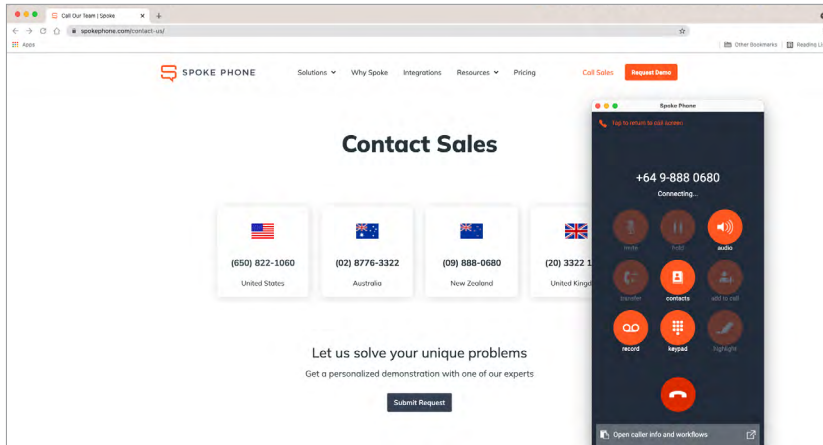 Call Our Team | Spoke
spokephone.com/contact-us/
Apps
Other Bookmarks
Reading Li
SPOKE PHONE
Solutions
Why Spoke
Integrations
Resources
Pricing
Call Sales
Request Demo
Contact Sales
(650) 822-1060
United States
(02) 8776-3322
Australia
(09) 888-0680
New Zealand
(20) 3322 1
United Kingd
Let us solve your unique problems
Get a personalized demonstration with one of our experts
Submit Request
Spoke Phone
Tap to return to call screen
+64 9-888 0680
Connecting...
mute
hold
audio
transfer
contacts
add to call
record
keypad
highlight
Open caller info and workflows